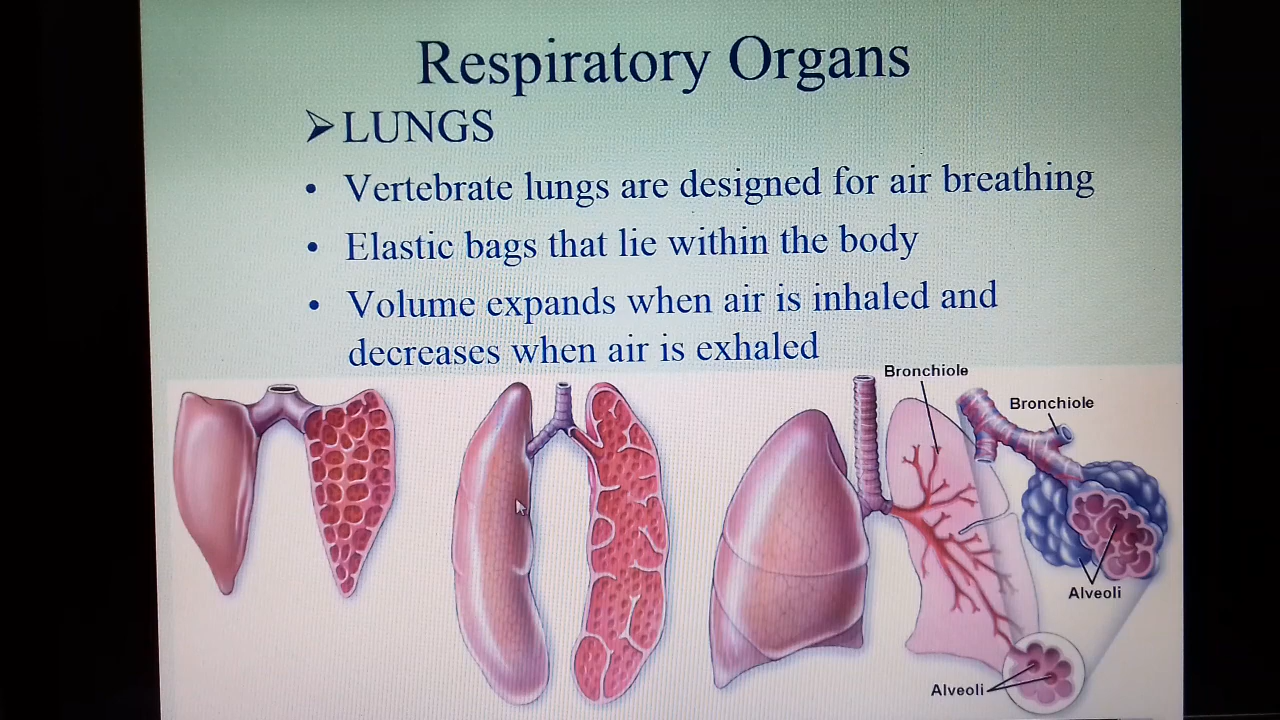 Respiratory Organs
➢LUNGS
• Vertebrate lungs are designed for air breathing
• Elastic bags that lie within the body
• Volume expands when air is inhaled and
decreases when air is exhaled
Bronchiole
Bronchiole
Alveoli
Alveoli